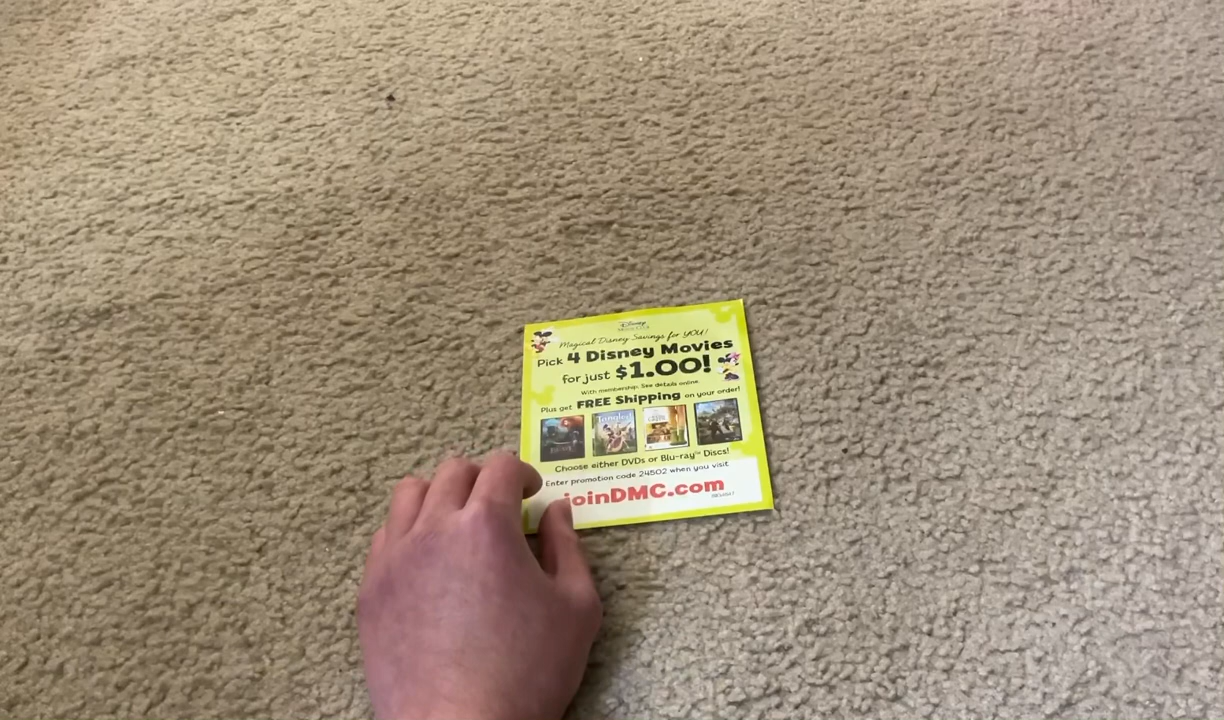 Disney
Magical Disney Savings for YOU!
Pick 4 Disney Movies
for just $1.00!
With membership. See details online.
Plus get FREE Shipping on your order!
Tangled
Choose either DVDs or Blu-ray™ Discs!
Enter promotion code 24502 when you visit
joinDMC.com